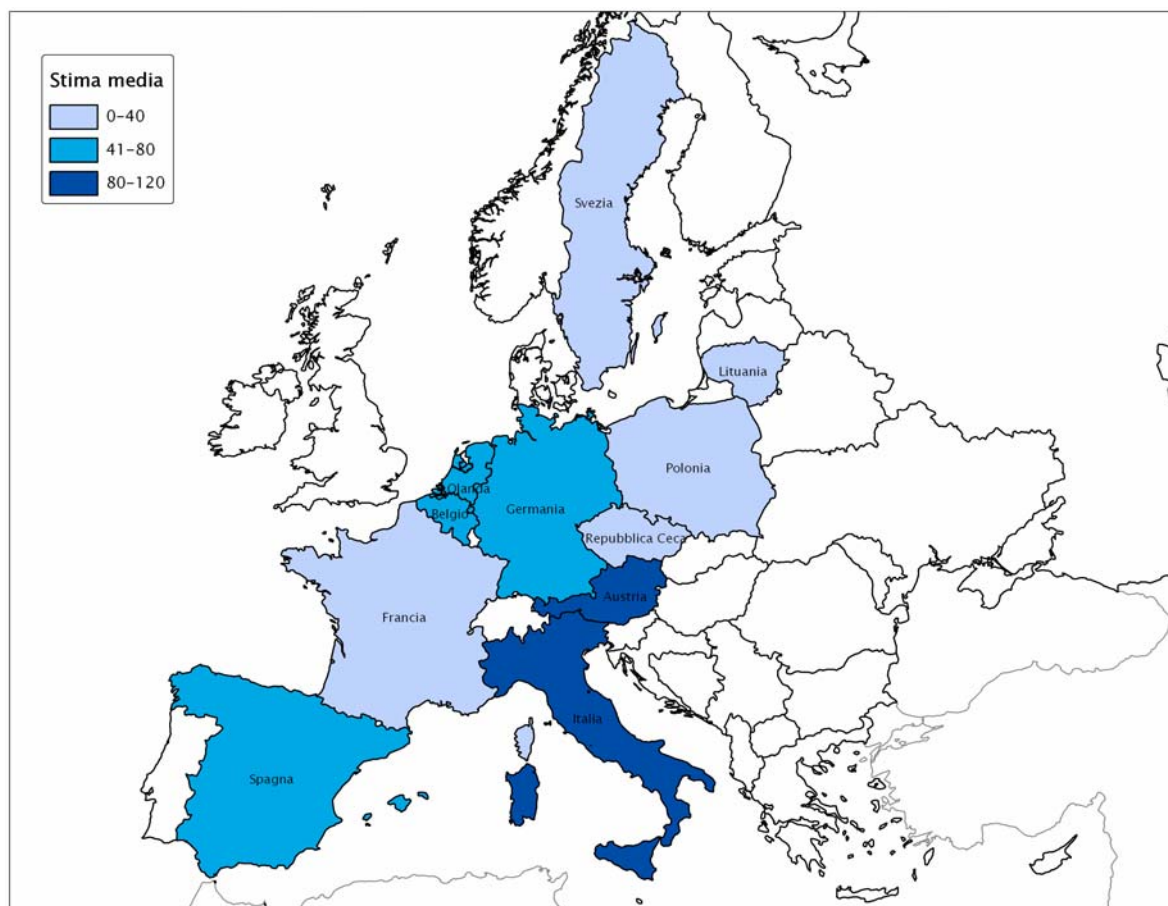 Stima media
0–40
41–80
80–120
Svezia
Lituania
Polonia
Olanda
Belgio
Germania
Repubblica Ceca
Austria
Francia
Italia
Spagna